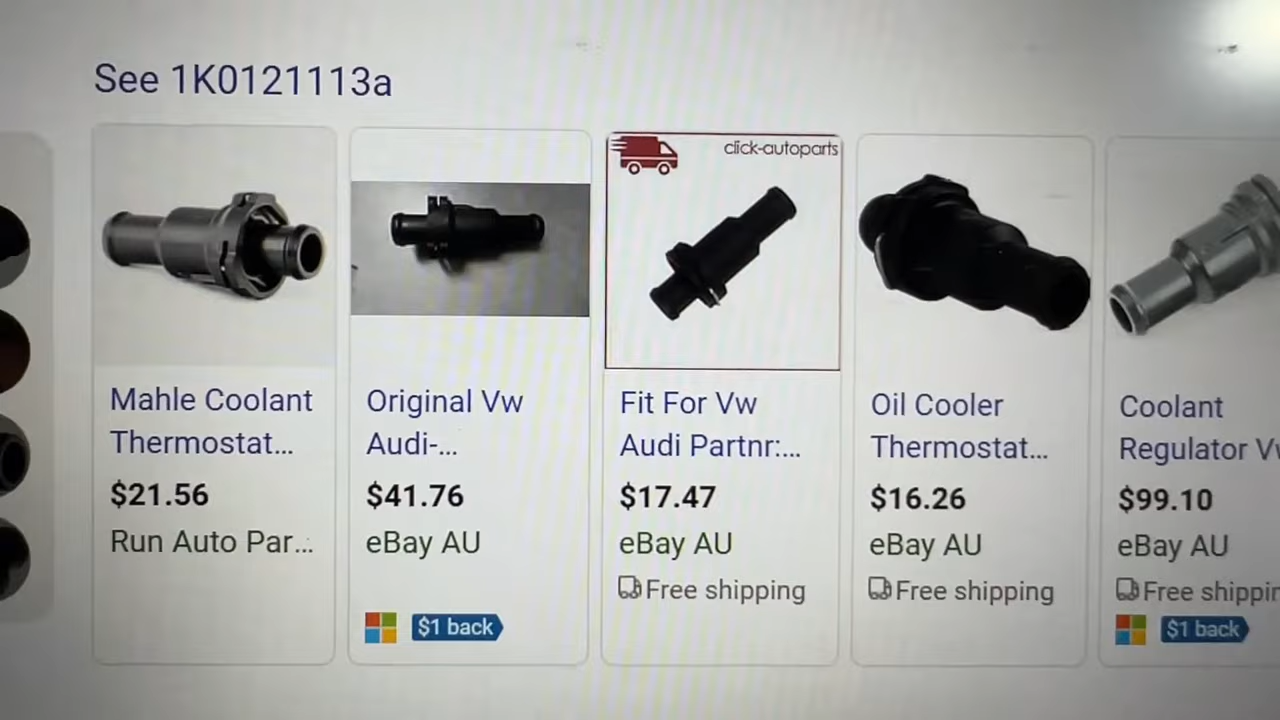 See 1K0121113a
click-autoparts
Mahle Coolant
Thermostat...
$21.56
Run Auto Par...
Original Vw
Audi-...
$41.76
eBay AU
$1 back
Fit For Vw
Audi Partnr:...
$17.47
eBay AU
Free shipping
Oil Cooler
Thermostat...
$16.26
eBay AU
Free shipping
Coolant
Regulator Vw
$99.10
eBay AU
Free shippin
$1 back